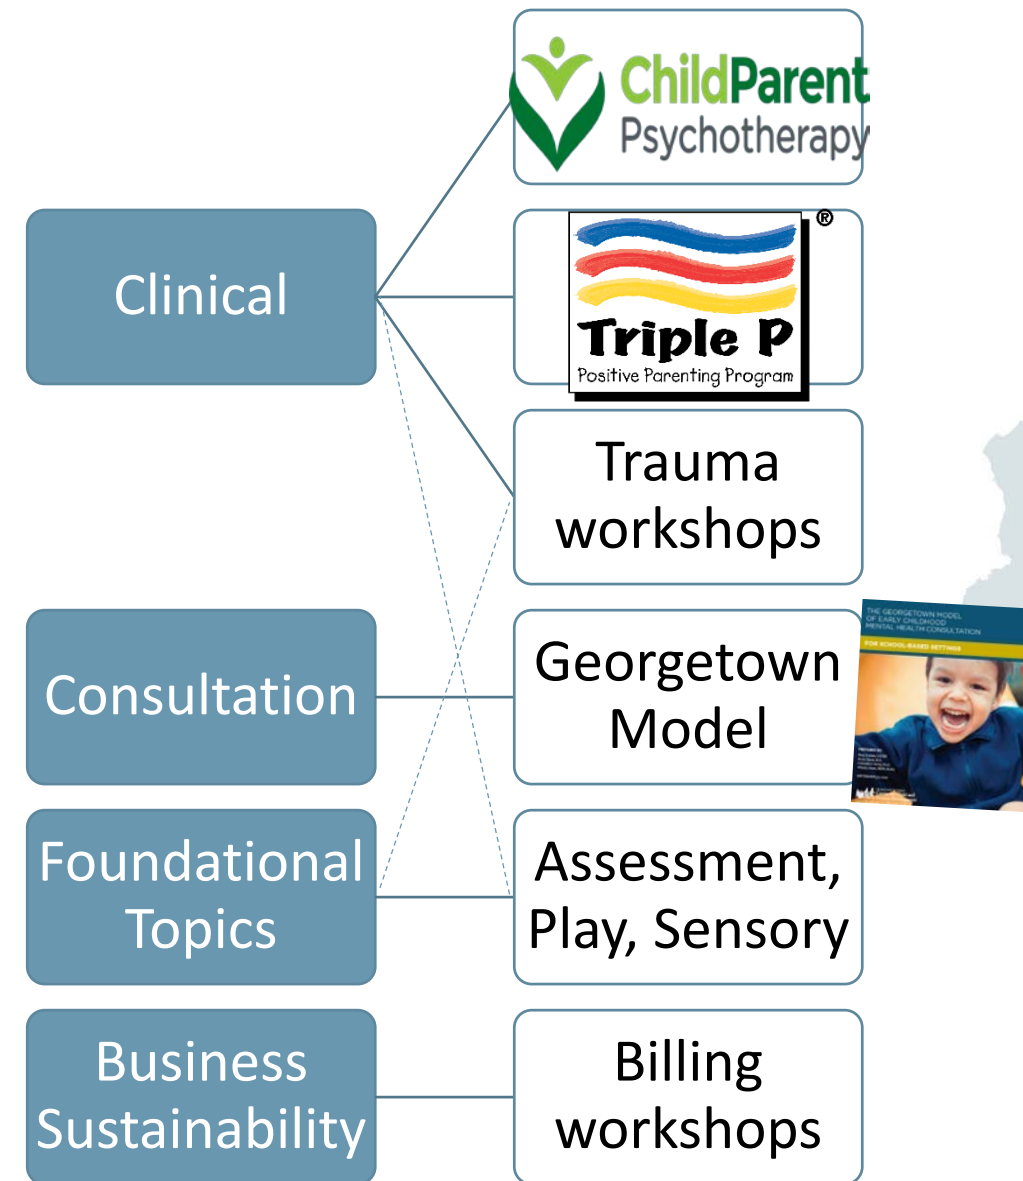 ChildParent
Psychotherapy
Clinical
®
Triple P
Positive Parenting Program
Trauma
workshops
Consultation
Georgetown
Model
THE GEORGETOWN MODEL
OF EARLY CHILDHOOD
MENTAL HEALTH CONSULTATION
FOR SCHOOL-BASED SETTINGS
Foundational
Topics
Assessment,
Play, Sensory
Business
Sustainability
Billing
workshops